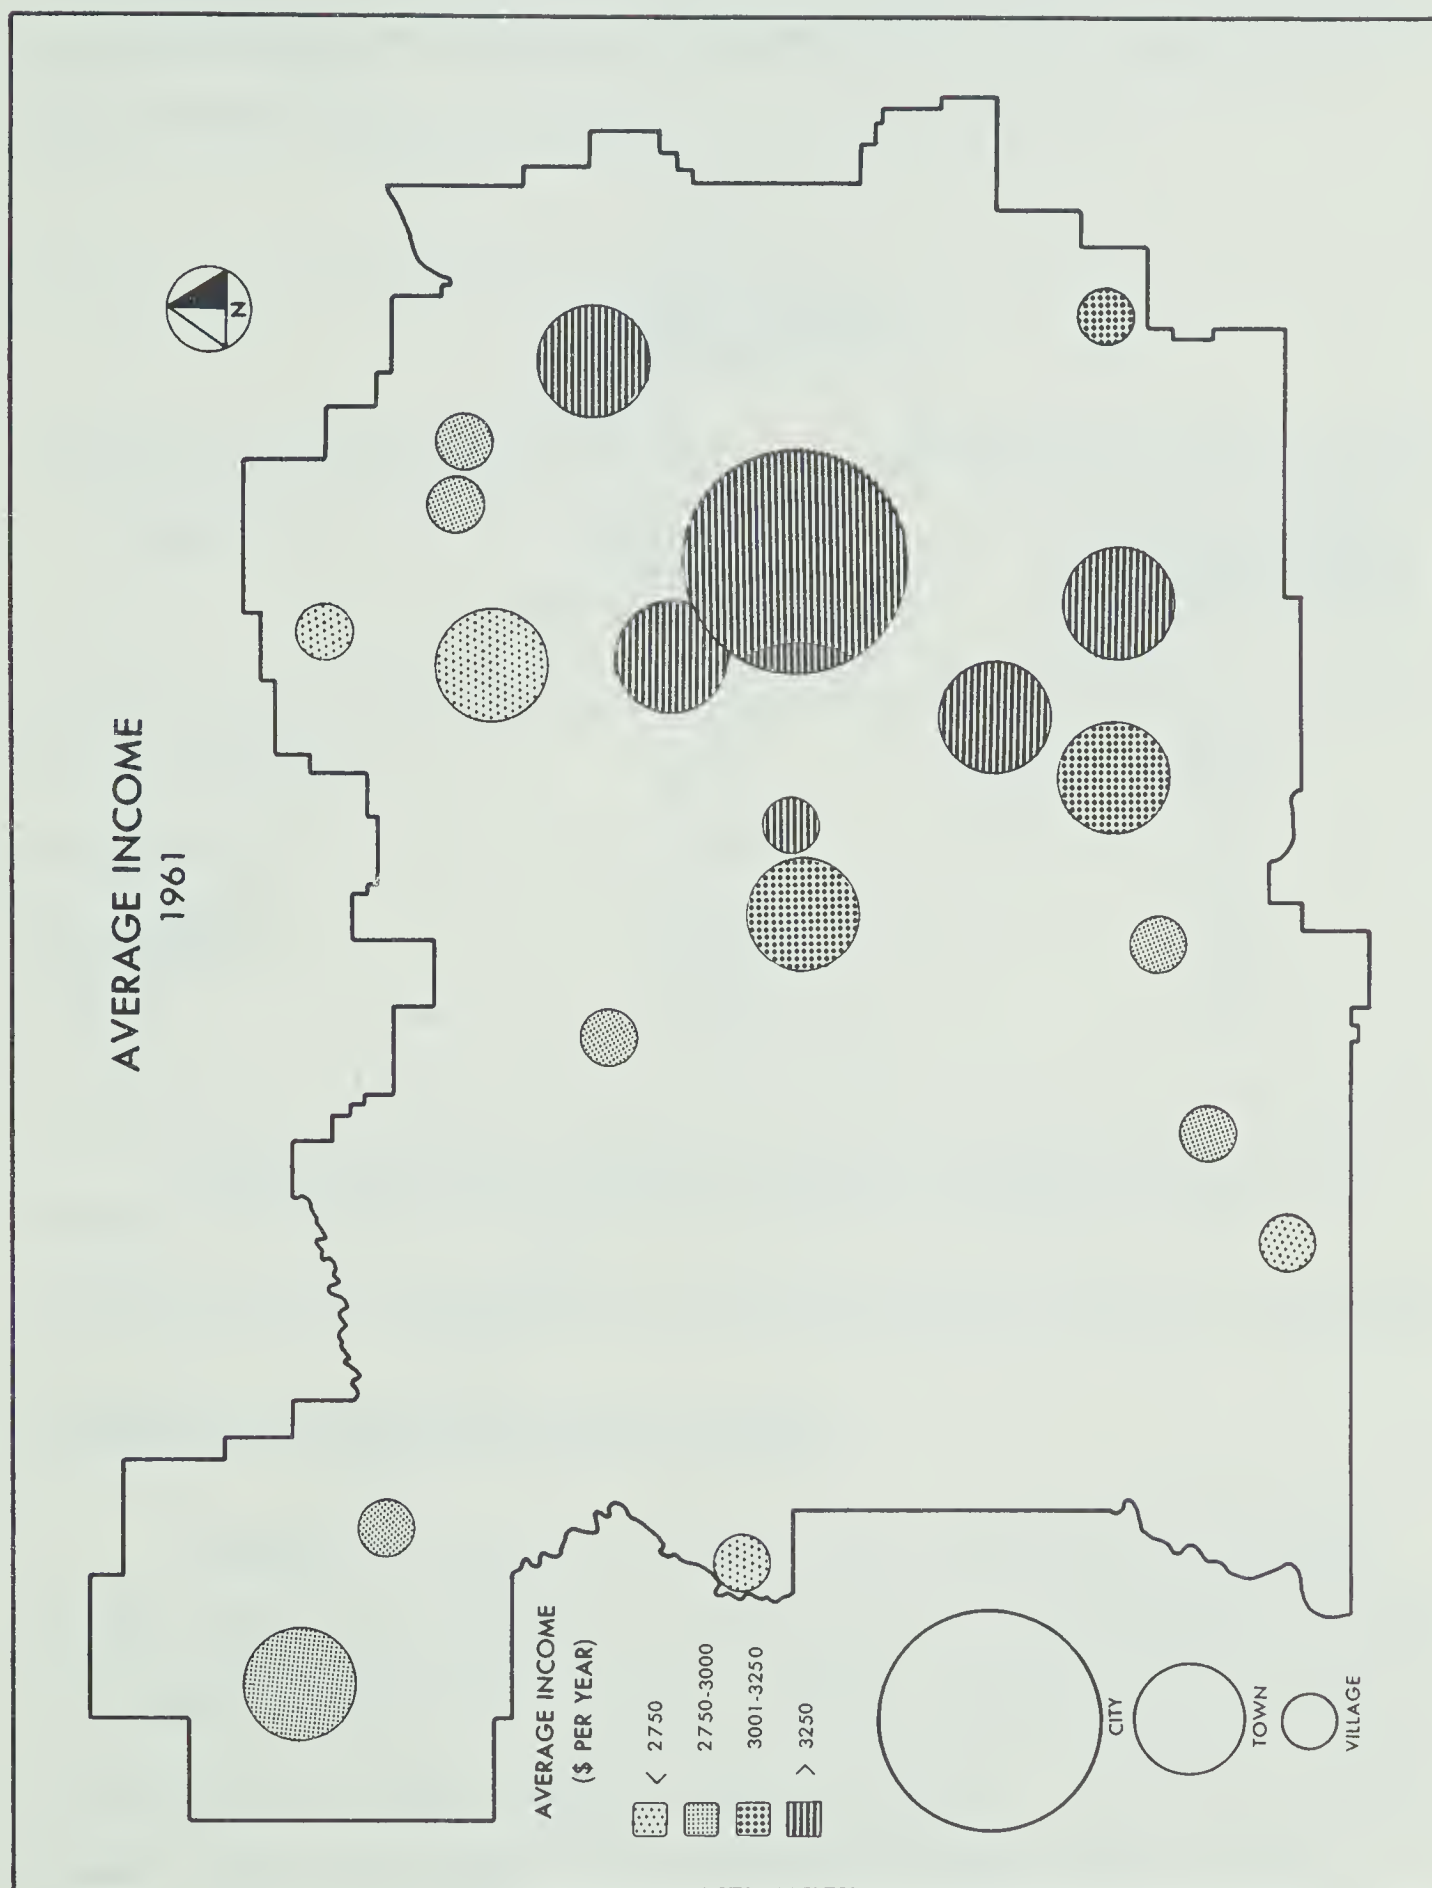 AVERAGE INCOME
1961
N
AVERAGE INCOME
($ PER YEAR)
< 2750
2750-3000
3001-3250
> 3250
CITY
TOWN
VILLAGE